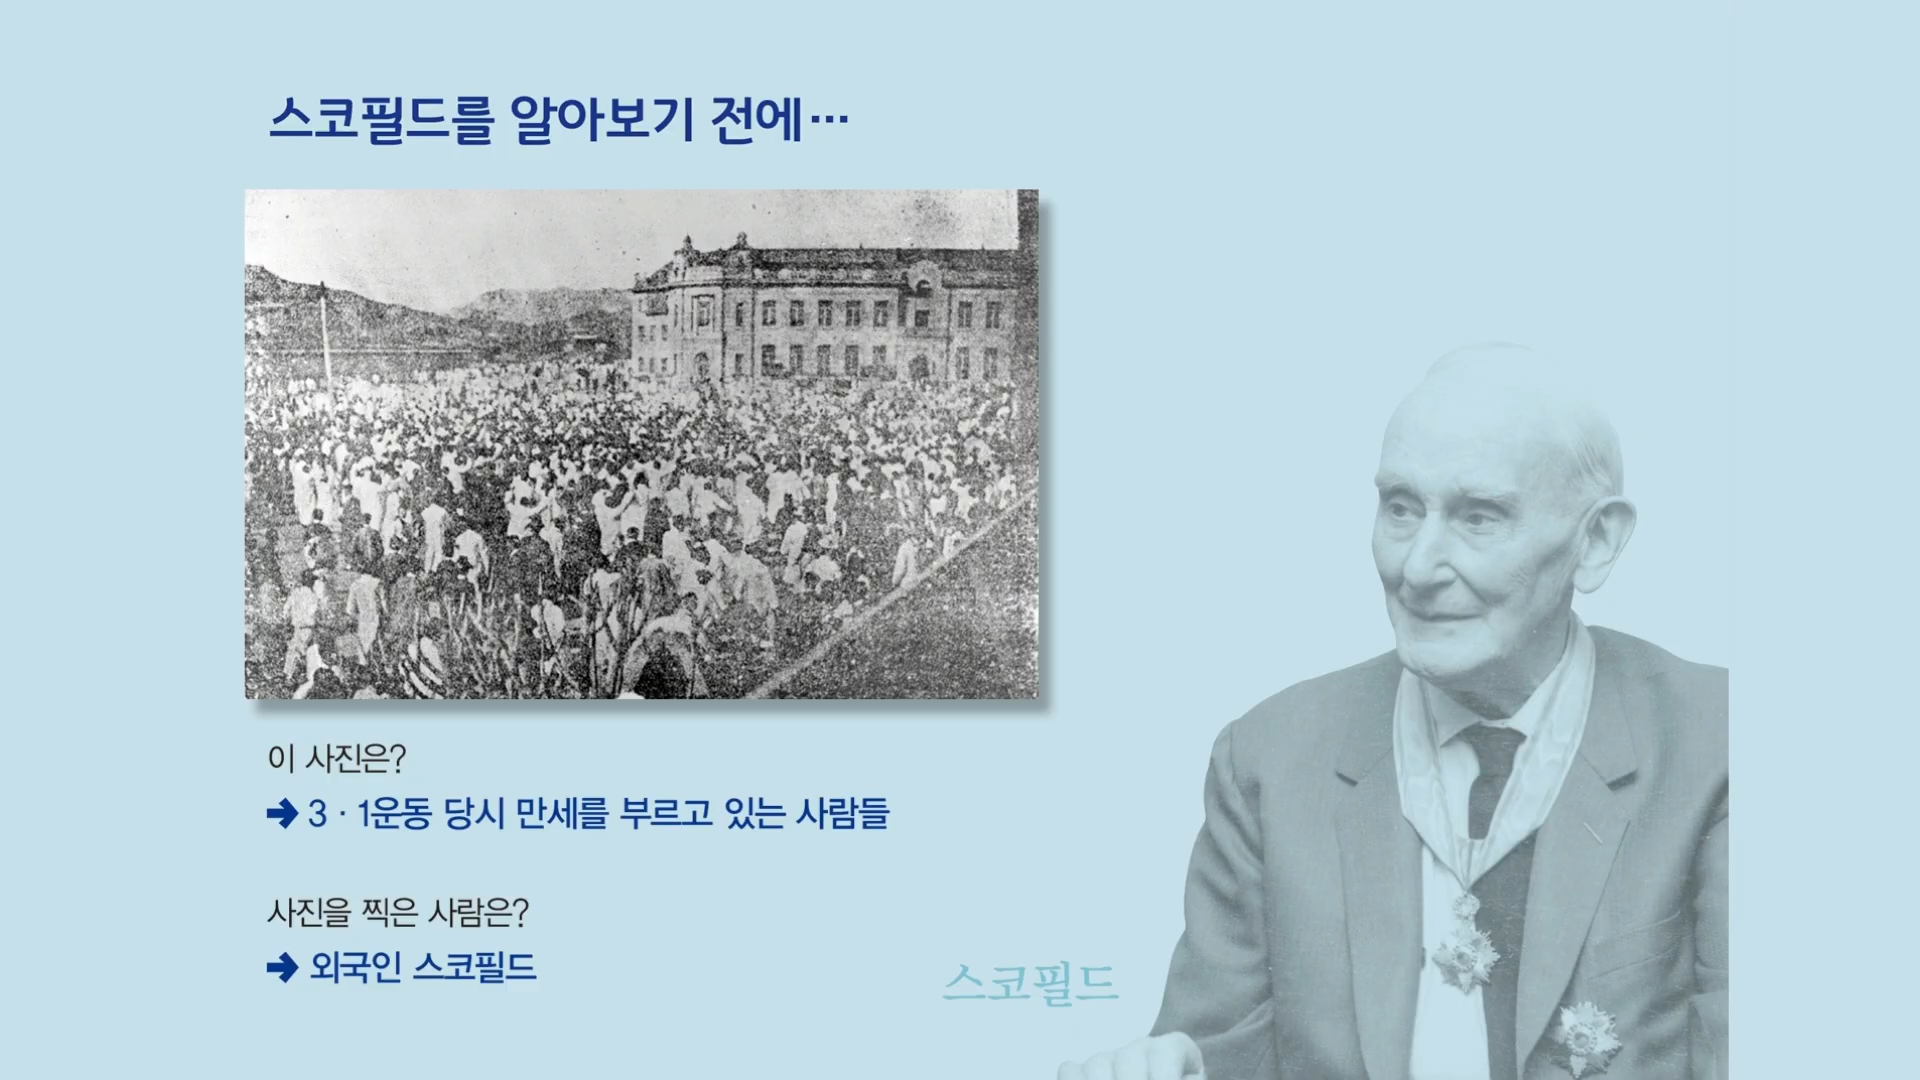 스코필드를 알아보기 전에…
이 사진은?
➔ 3 · 1운동 당시 만세를 부르고 있는 사람들
사진을 찍은 사람은?
➔ 외국인 스코필드
스코필드